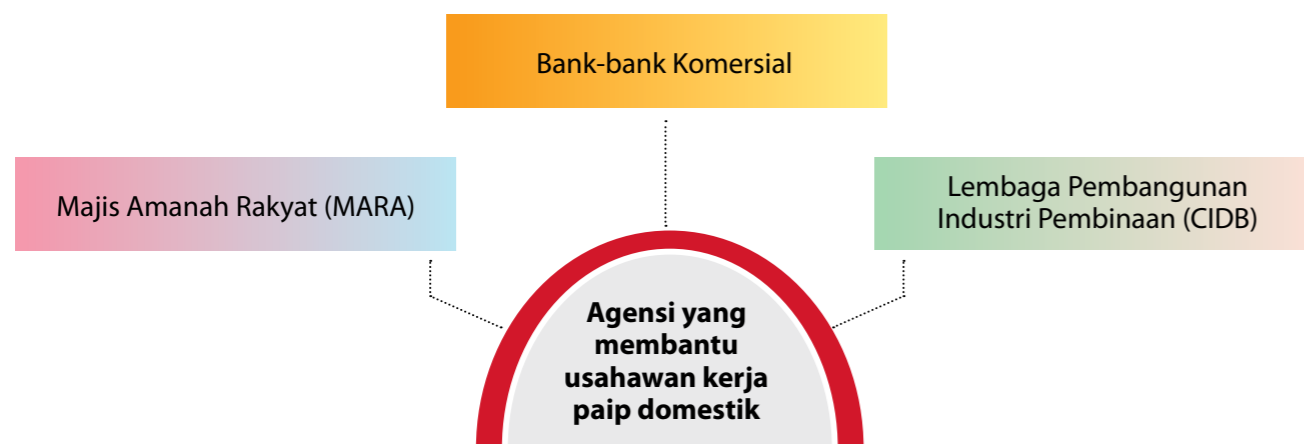 Bank-bank Komersial
Majis Amanah Rakyat (MARA)
Lembaga Pembangunan
Industri Pembinaan (CIDB)
Agensi yang
membantu
usahawan kerja
paip domestik